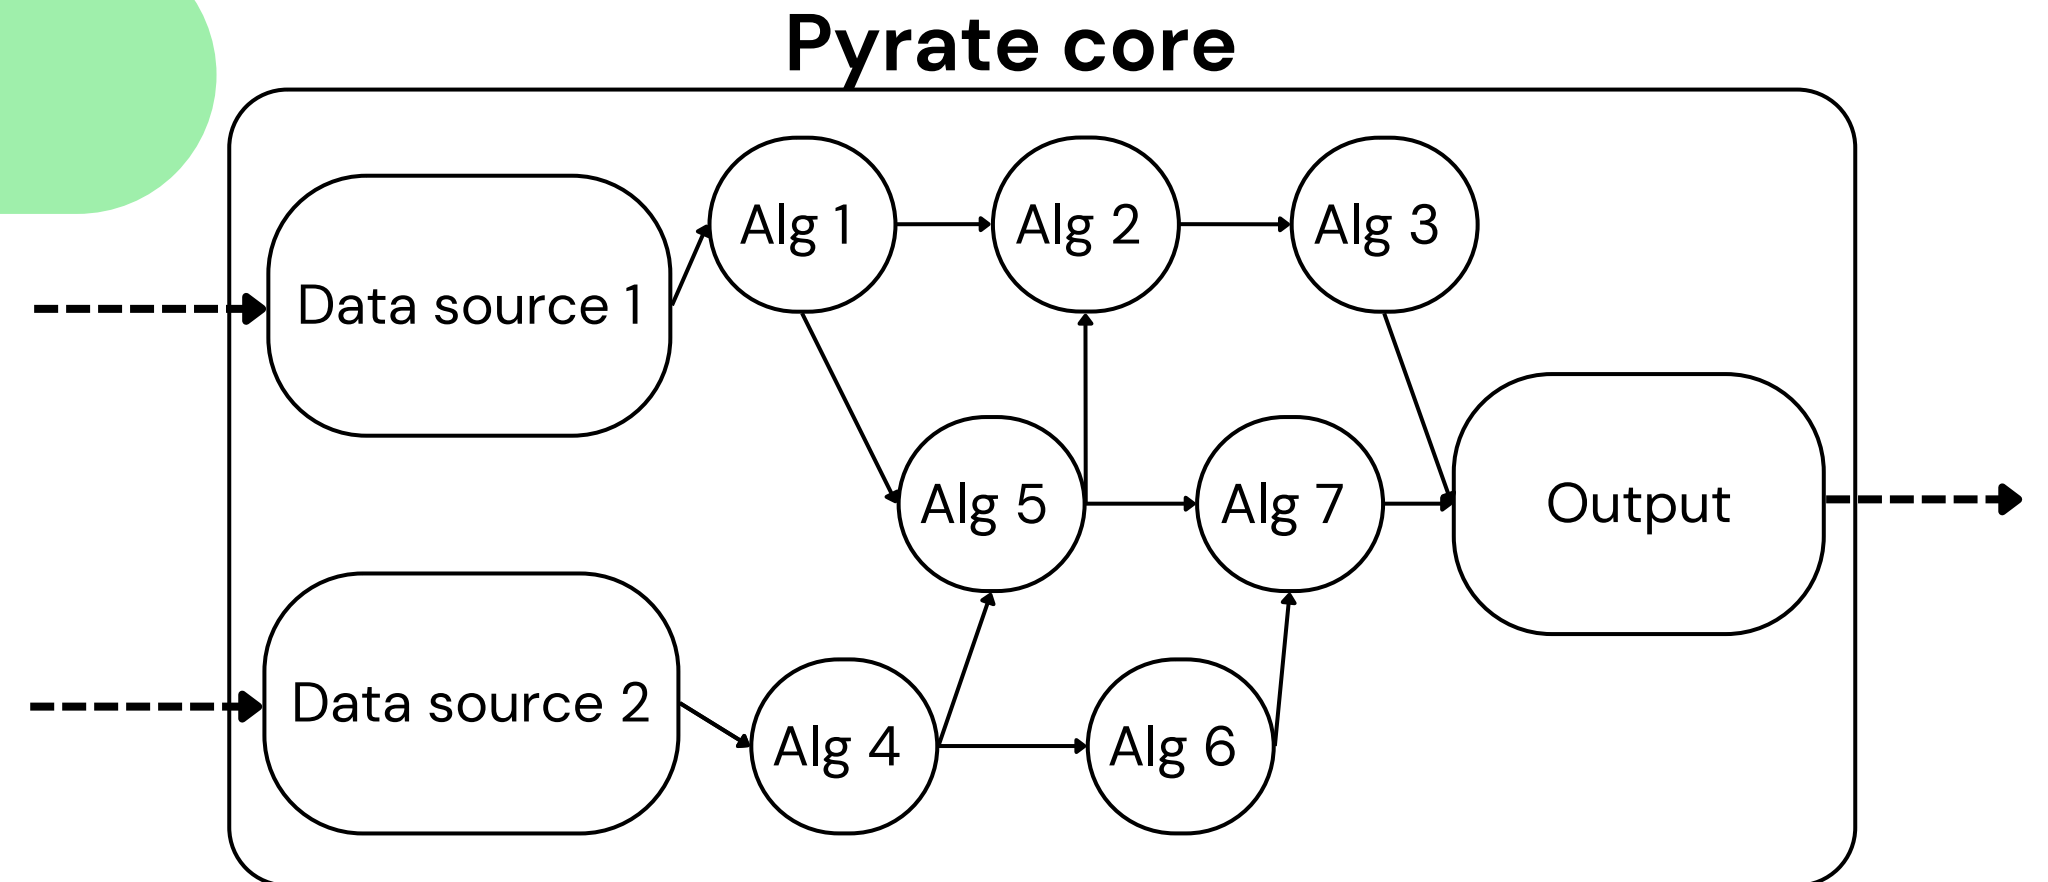 Pyrate core
Alg 1
Alg 2
Alg 3
Data source 1
Alg 5
Alg 7
Output
Data source 2
Alg 4
Alg 6